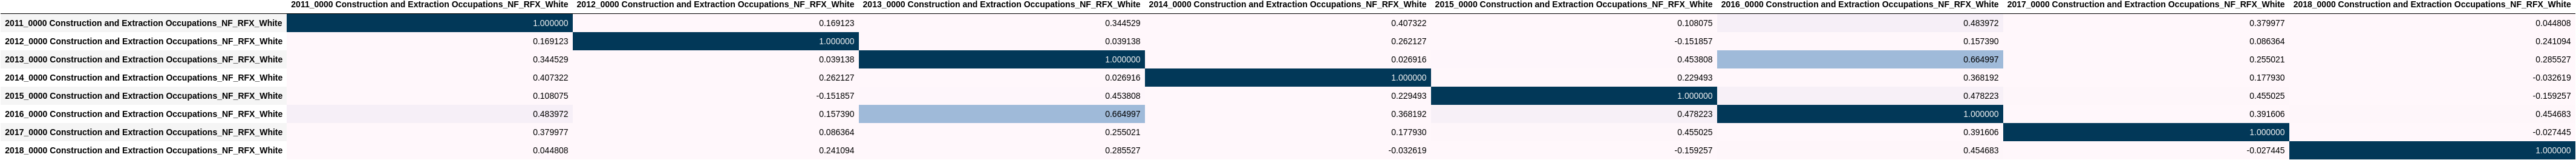 2011_0000 Construction and Extraction Occupations_NF_RFX_White 2012_0000 Construction and Extraction Occupations_NF_RFX_White 2013_0000 Construction and Extraction Occupations_NF_RFX_White 2014_0000 Construction and Extraction Occupations_NF_RFX_White 2015_0000 Construction and Extraction Occupations_NF_RFX_White 2016_0000 Construction and Extraction Occupations_NF_RFX_White 2017_0000 Construction and Extraction Occupations_NF_RFX_White 2018_0000 Construction and Extraction Occupations_NF_RFX_White
2011_0000 Construction and Extraction Occupations_NF_RFX_White 1.000000 0.169123 0.344529 0.407322 0.108075 0.483972 0.379977 0.044808
2012_0000 Construction and Extraction Occupations_NF_RFX_White 0.169123 1.000000 0.039138 0.262127 -0.151857 0.157390 0.086364 0.241094
2013_0000 Construction and Extraction Occupations_NF_RFX_White 0.344529 0.039138 1.000000 0.026916 0.453808 0.664997 0.255021 0.285527
2014_0000 Construction and Extraction Occupations_NF_RFX_White 0.407322 0.262127 0.026916 1.000000 0.229493 0.368192 0.177930 -0.032619
2015_0000 Construction and Extraction Occupations_NF_RFX_White 0.108075 -0.151857 0.453808 0.229493 1.000000 0.478223 0.455025 -0.159257
2016_0000 Construction and Extraction Occupations_NF_RFX_White 0.483972 0.157390 0.664997 0.368192 0.478223 1.000000 0.391606 0.454683
2017_0000 Construction and Extraction Occupations_NF_RFX_White 0.379977 0.086364 0.255021 0.177930 0.455025 0.391606 1.000000 -0.027445
2018_0000 Construction and Extraction Occupations_NF_RFX_White 0.044808 0.241094 0.285527 -0.032619 -0.159257 0.454683 -0.027445 1.000000